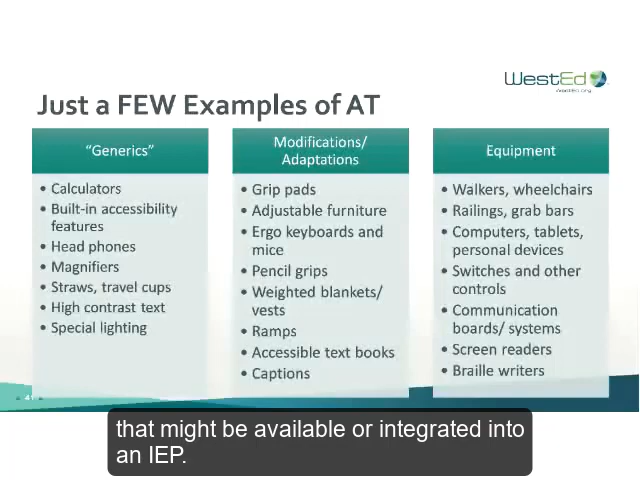 WestEd
WestEd.org
Just a FEW Examples of AT
“Generics”
• Calculators
• Built-in accessibility
features
• Head phones
• Magnifiers
• Straws, travel cups
• High contrast text
• Special lighting
Modifications/
Adaptations
• Grip pads
• Adjustable furniture
• Ergo keyboards and
mice
• Pencil grips
• Weighted blankets/
vests
• Ramps
• Accessible text books
• Captions
Equipment
• Walkers, wheelchairs
• Railings, grab bars
• Computers, tablets,
personal devices
• Switches and other
controls
• Communication
boards/ systems
• Screen readers
• Braille writers
41
that might be available or integrated into
an IEP.